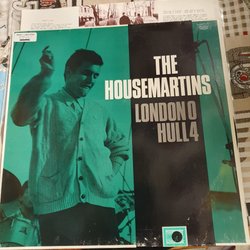 THE
HOUSEMARTINS
LONDON 0
HULL 4